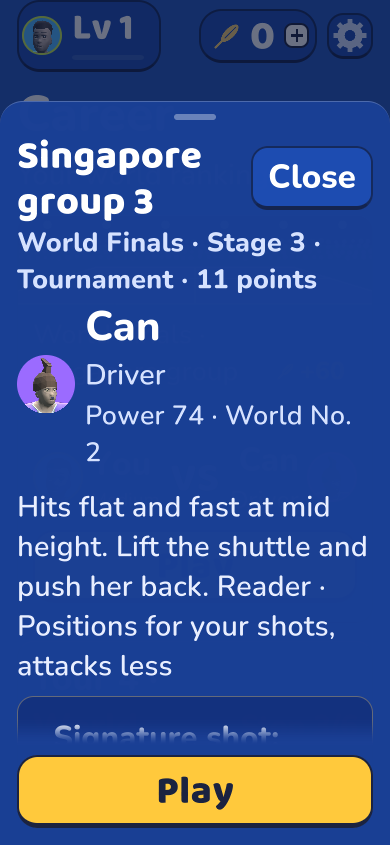 Lv 1
0
Career
Singapore
group 3
Close
World Finals · Stage 3 ·
Tournament · 11 points
Can
Driver
Power 74 · World No.
2
Hits flat and fast at mid
height. Lift the shuttle and
push her back. Reader ·
Positions for your shots,
attacks less
Signature shot:
Play